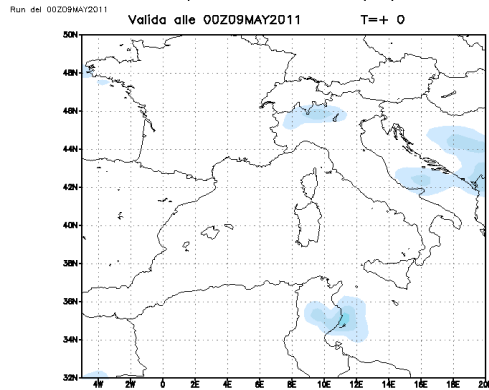 Run del 00Z09MAY2011
Valida alle 00Z09MAY2011 T=+ 0
50N
48N
46N
44N
42N
40N
38N
36N
34N
32N
4W 2W 0 2E 4E 6E 8E 10E 12E 14E 16E 18E